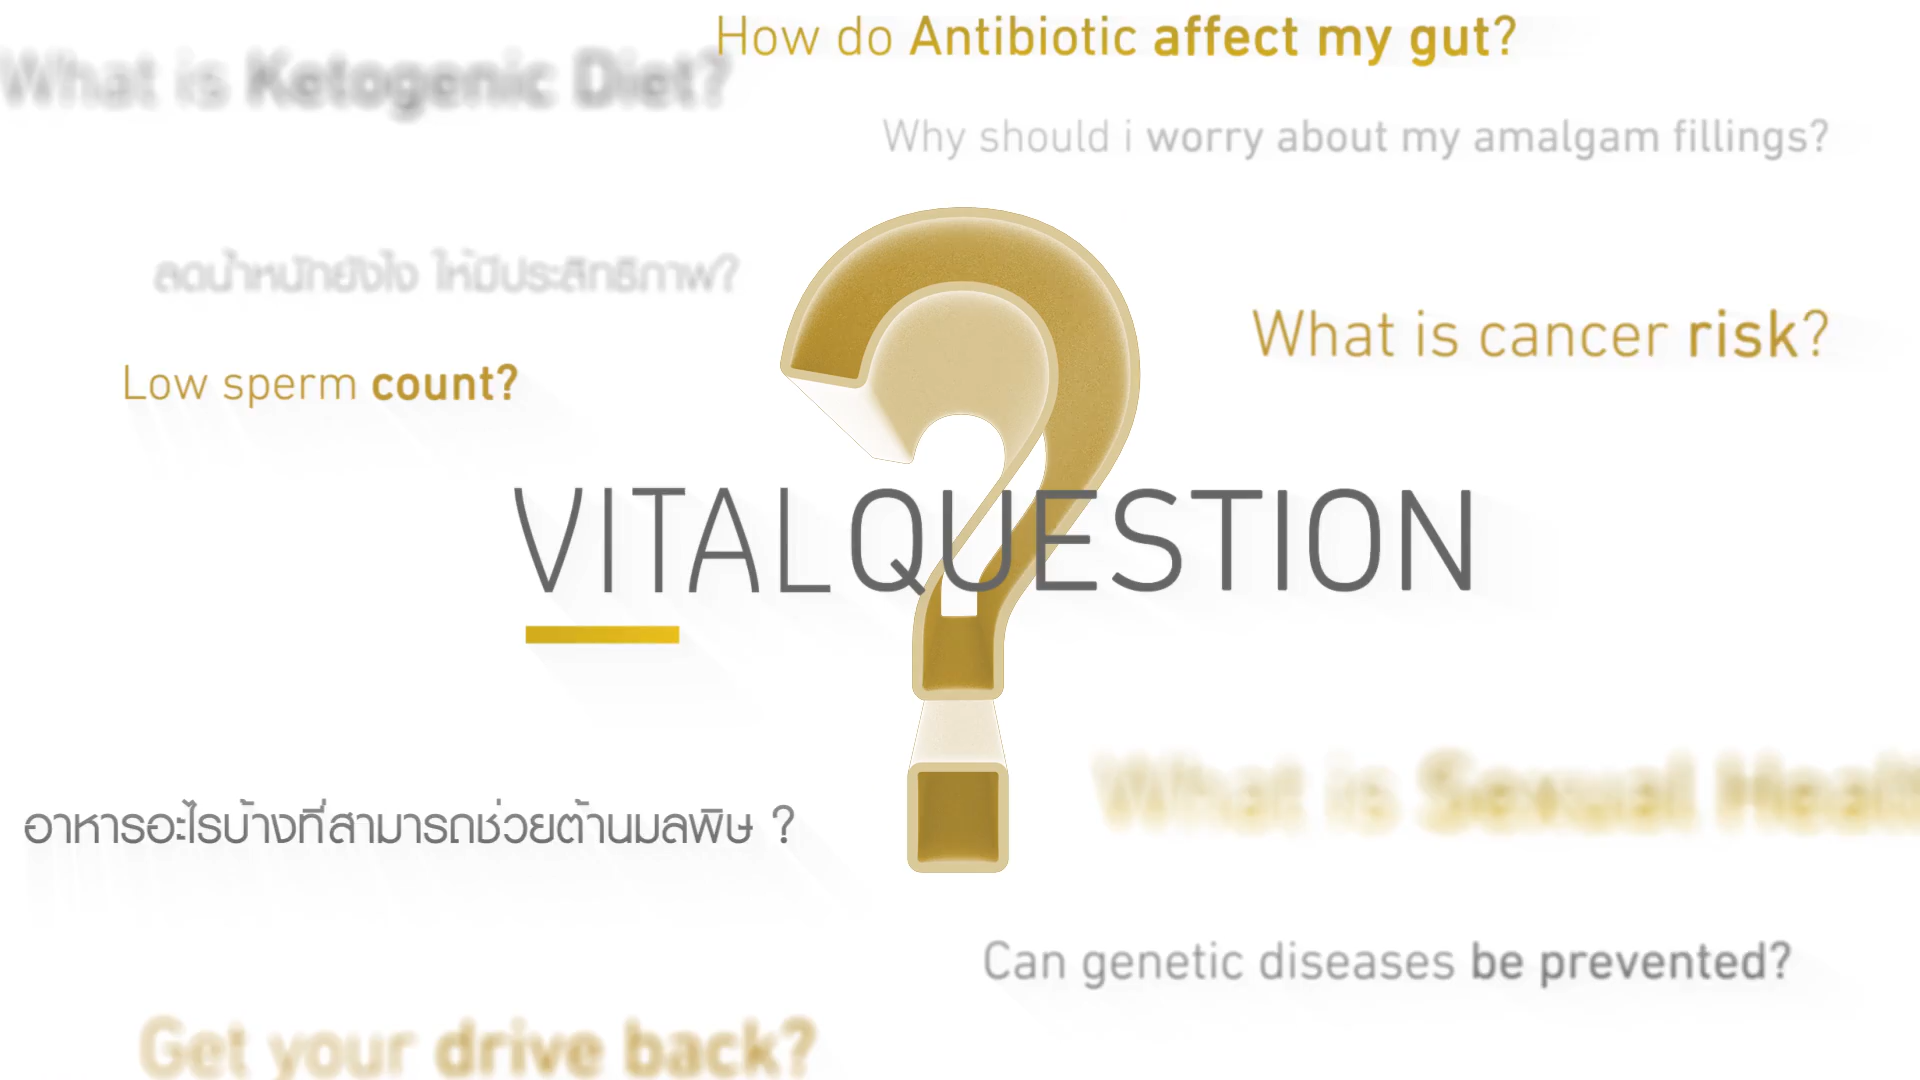 How do Antibiotic affect my gut?
What is Ketogenic Diet?
Why should i worry about my amalgam fillings?
ลดน้ำหนักยังไง ให้มีประสิทธิภาพ?
What is cancer risk?
Low sperm count?
VITALQUESTION
What is Sexual Healt
อาหารอะไรบ้างที่สามารถช่วยต้านมลพิษ ?
Can genetic diseases be prevented?
Get your drive back?